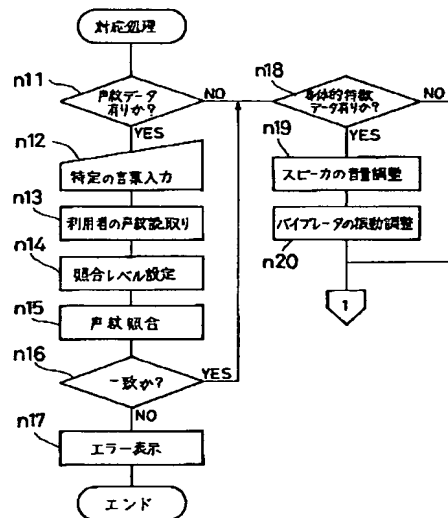 対応処理
n11
声紋データ
有りか?
NO
YES
n12
特定の言葉入力
n13
利用者の声紋読取り
n14
照合レベル設定
n15
声紋照合
n16
一致か?
YES
NO
n17
エラー表示
エンド
n18
身体的特徴
データ有りか?
NO
YES
n19
スピーカの音量調整
バイブレータの振動調整
n20
1